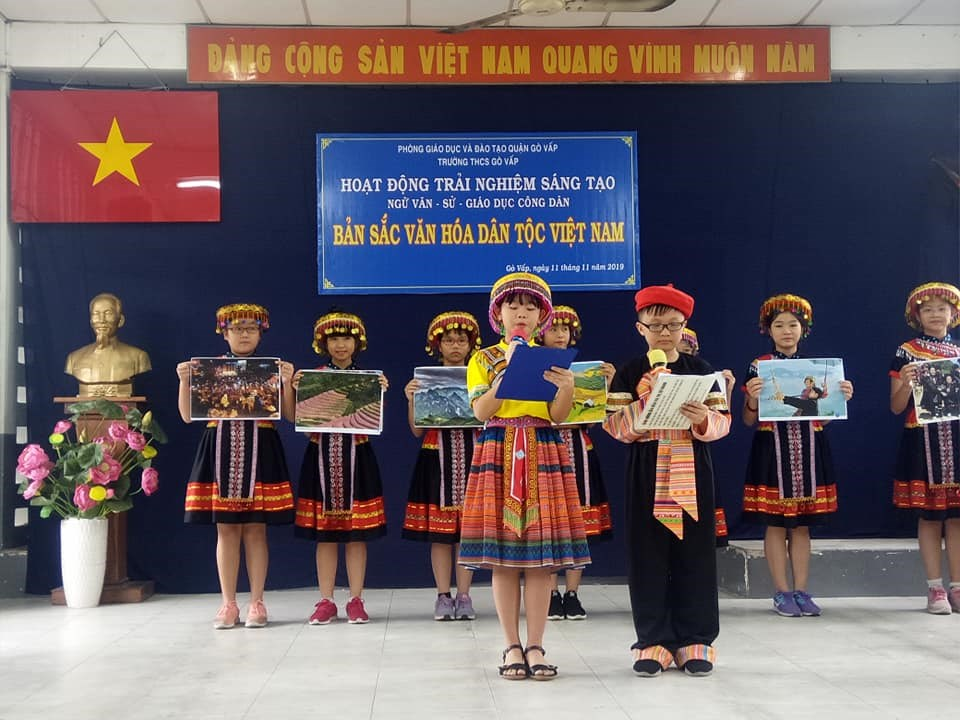 ĐẢNG CỘNG SẢN VIỆT NAM QUANG VINH MUÔN NĂM
PHÒNG GIÁO DỤC VÀ ĐÀO TẠO QUẬN GÒ VẤP
TRƯỜNG THCS GÒ VẤP
HOẠT ĐỘNG TRẢI NGHIỆM SÁNG TẠO
NGỮ VĂN - SỬ - GIÁO DỤC CÔNG DÂN
BẢN SẮC VĂN HÓA DÂN TỘC VIỆT NAM
Gò Vấp, ngày 11 tháng 11 năm 2019